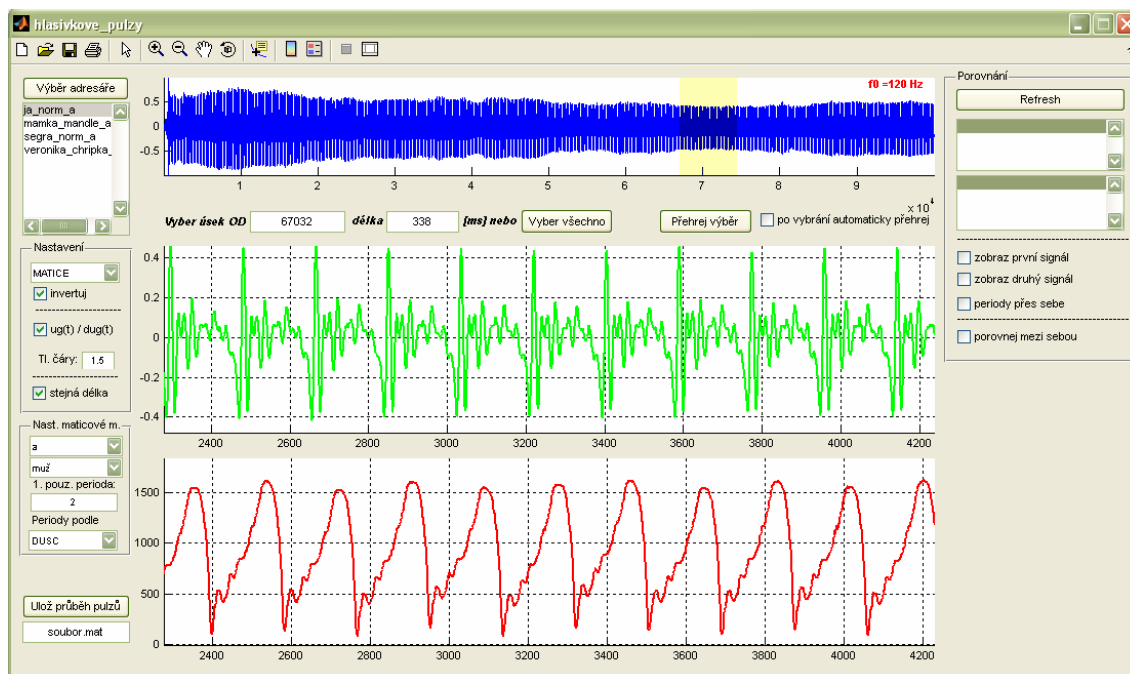 hlasivkove_pulzy
Výběr adresáře
ja_norm_a
mamka_mandle_a
segra_norm_a
veronika_chripka_
f0 =120 Hz
0.5
0
-0.5
1 2 3 4 5 6 7 8 9
x 10⁴
Vyber úsek OD 67032 délka 338 [ms] nebo Vyber všechno Přehrej výběr po vybrání automaticky přehrej
Nastavení
MATICE
invertuj
ug(t) / dug(t)
Tl. čáry: 1.5
stejná délka
Nast. maticové m.
a
muž
1. pouz. perioda:
2
Periody podle
DUSC
Ulož průběh pulzů
soubor.mat
0.4
0.2
0
-0.2
-0.4
2400 2600 2800 3000 3200 3400 3600 3800 4000 4200
1500
1000
500
0
2400 2600 2800 3000 3200 3400 3600 3800 4000 4200
Porovnání
Refresh
zobraz první signál
zobraz druhý signál
periody přes sebe
porovnej mezi sebou